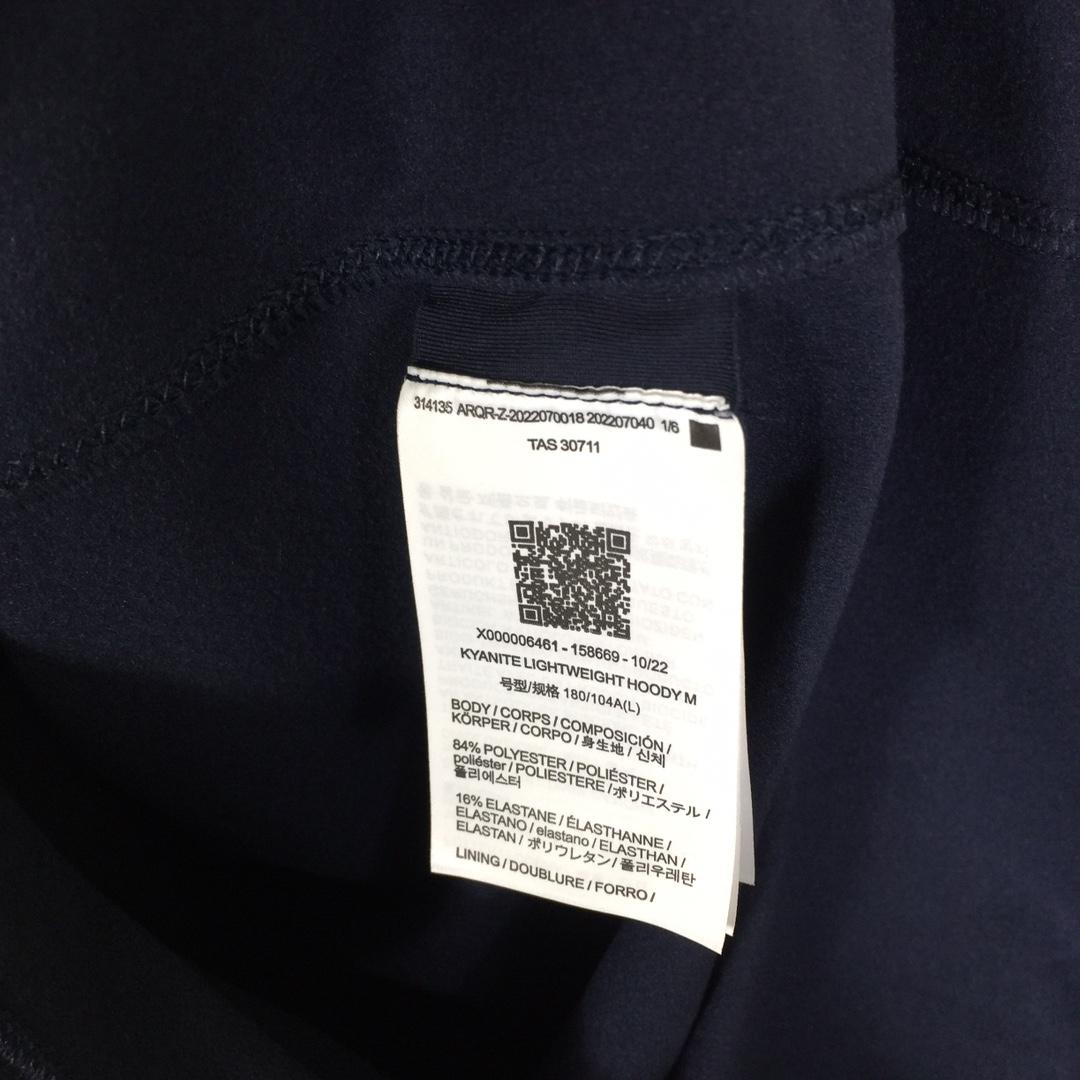 314135 ARQR-Z-2022070018 202207040 1/6
TAS 30711
X000006461 - 158669 - 10/22
KYANITE LIGHTWEIGHT HOODY M
号型/规格 180/104A(L)
BODY / CORPS / COMPOSICIÓN /
KÖRPER / CORPO / 身生地 / 신체
84% POLYESTER / POLIÉSTER /
poliéster / POLIESTERE /ポリエステル /
폴리에스터
16% ELASTANE / ÉLASTHANNE /
ELASTANO / elastano / ELASTHAN /
ELASTAN / ポリウレタン/ 폴리우레탄
LINING / DOUBLURE / FORRO /